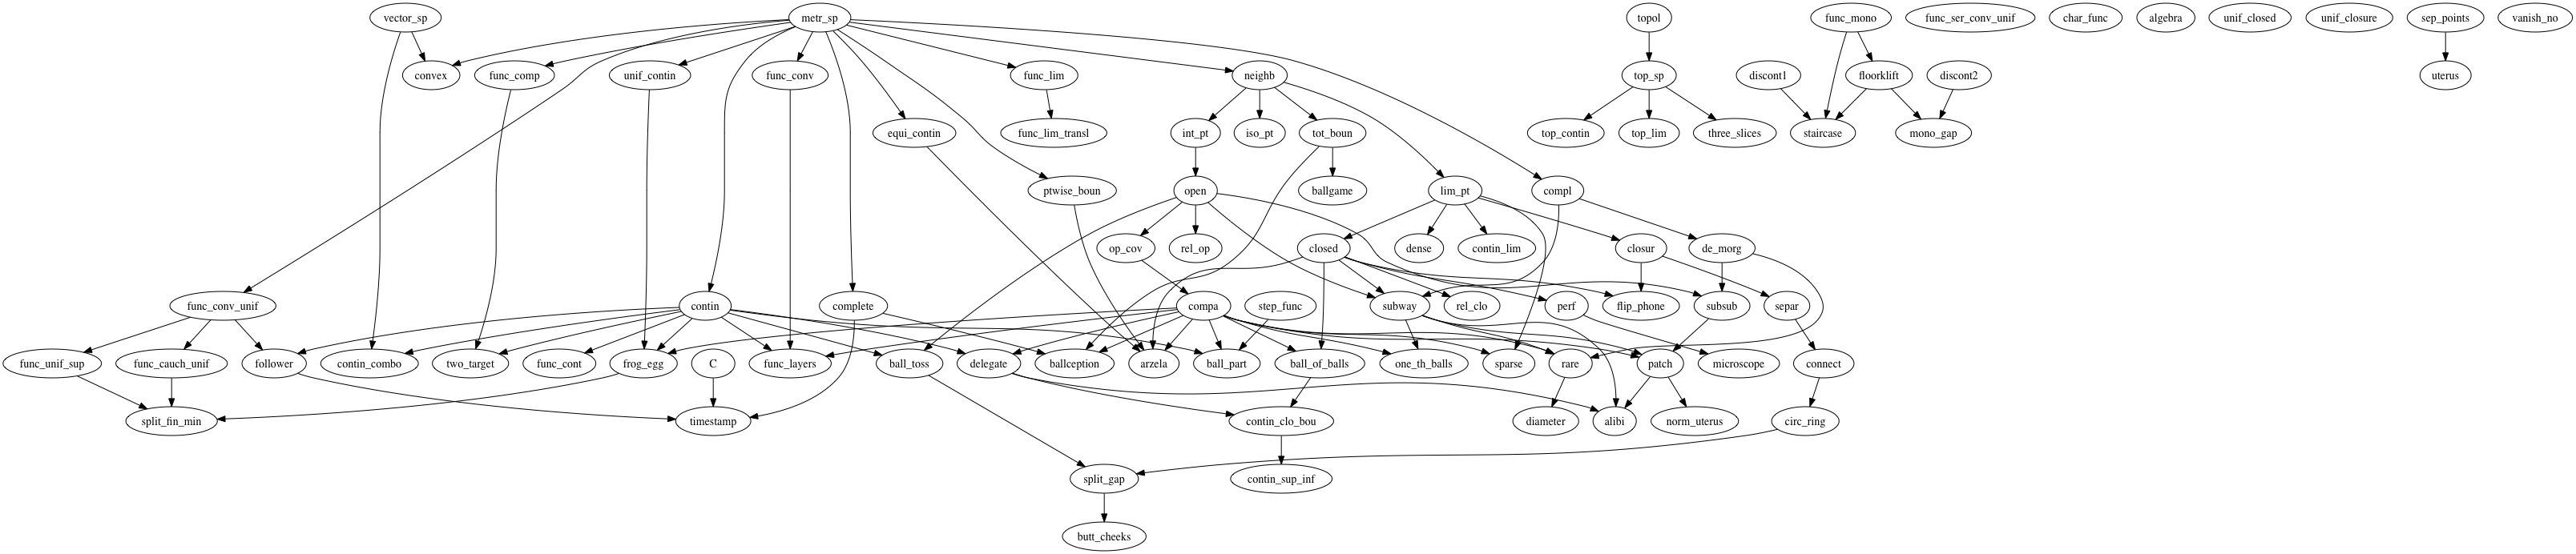 vector_sp
metr_sp
topol
func_mono
func_ser_conv_unif
char_func
algebra
unif_closed
unif_closure
sep_points
vanish_no
convex
func_comp
unif_contin
func_conv
func_lim
neighb
top_sp
discont1
floorklift
discont2
uterus
equi_contin
func_lim_transl
int_pt
iso_pt
tot_boun
top_contin
top_lim
three_slices
staircase
mono_gap
ptwise_boun
open
ballgame
lim_pt
compl
op_cov
rel_op
closed
dense
contin_lim
closur
de_morg
func_conv_unif
contin
complete
compa
step_func
subway
rel_clo
perf
flip_phone
subsub
separ
func_unif_sup
func_cauch_unif
follower
contin_combo
two_target
func_cont
frog_egg
C
func_layers
ball_toss
delegate
ballception
arzela
ball_part
ball_of_balls
one_th_balls
sparse
rare
patch
microscope
connect
split_fin_min
timestamp
contin_clo_bou
diameter
alibi
norm_uterus
circ_ring
split_gap
contin_sup_inf
butt_cheeks